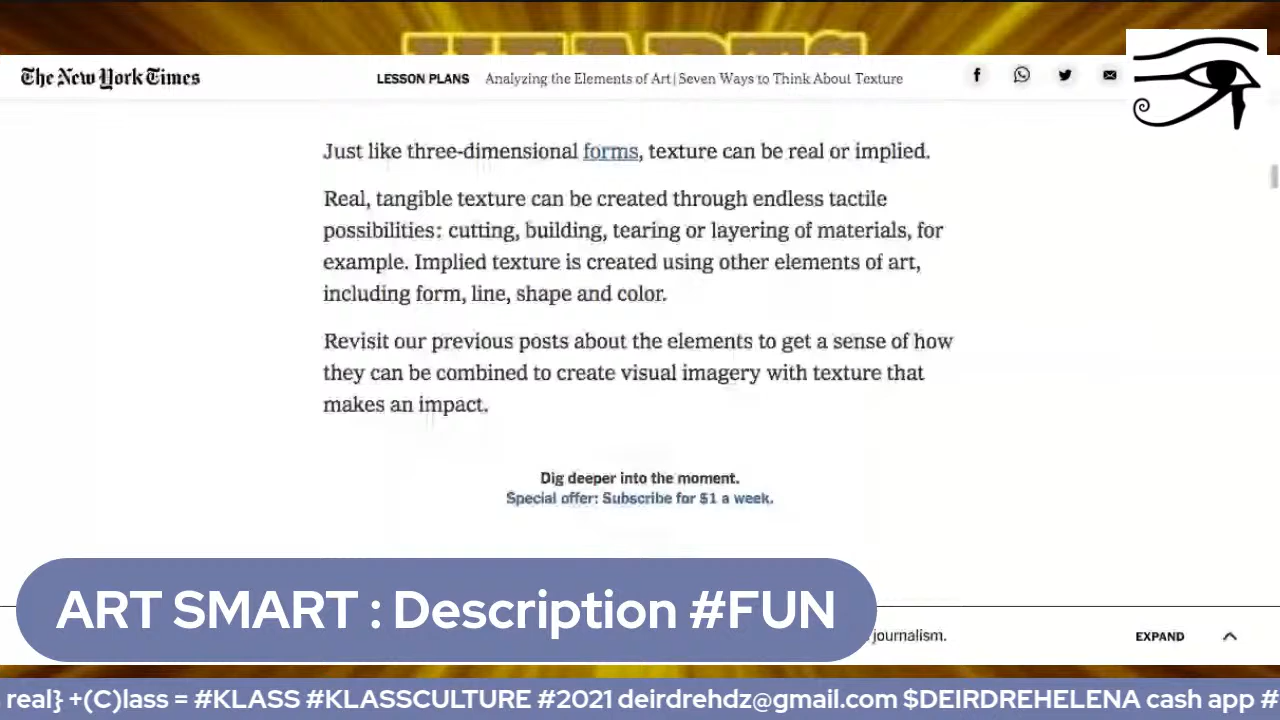 HEARTS
The New York Times
LESSON PLANS Analyzing the Elements of Art | Seven Ways to Think About Texture
Just like three-dimensional forms, texture can be real or implied.
Real, tangible texture can be created through endless tactile
possibilities: cutting, building, tearing or layering of materials, for
example. Implied texture is created using other elements of art,
including form, line, shape and color.
Revisit our previous posts about the elements to get a sense of how
they can be combined to create visual imagery with texture that
makes an impact.
Dig deeper into the moment.
Special offer: Subscribe for $1 a week.
ART SMART : Description #FUN
journalism.
EXPAND
real} +(C)lass = #KLASS #KLASSCULTURE #2021 deirdrehdz@gmail.com $DEIRDREHELENA cash app #